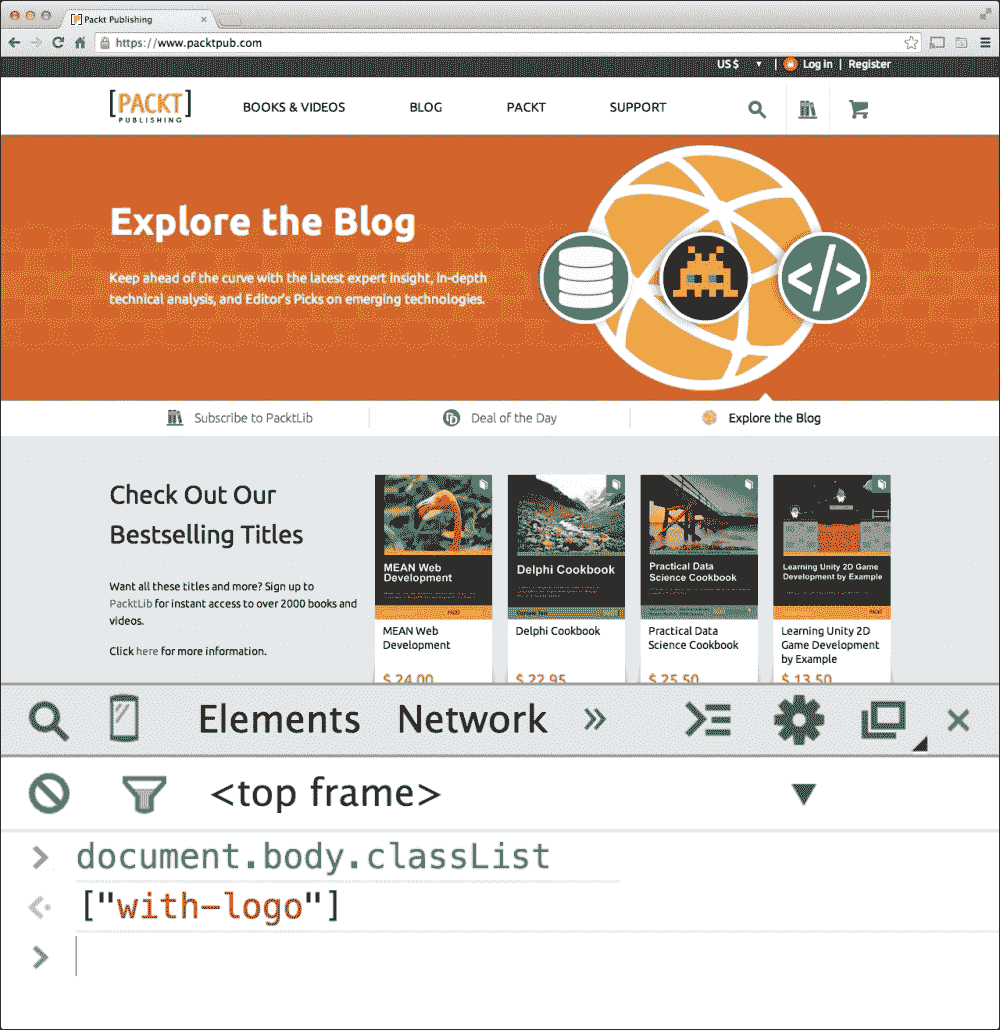 Packt Publishing
https://www.packtpub.com
US $ | Log in | Register
[PACKT]
PUBLISHING
BOOKS & VIDEOS BLOG PACKT SUPPORT
Explore the Blog
Keep ahead of the curve with the latest expert insight, in-depth
technical analysis, and Editor's Picks on emerging technologies.
</>
Subscribe to PacktLib Deal of the Day Explore the Blog
Check Out Our
Bestselling Titles
Want all these titles and more? Sign up to
PacktLib for instant access to over 2000 books and
videos.
Click here for more information.
MEAN Web
Development
Delphi Cookbook
Practical Data
Science Cookbook
Learning Unity 2D Game
Development by Example
MEAN Web
Development
Delphi Cookbook
Practical Data
Science Cookbook
Learning Unity 2D
Game Development
by Example
$ 24.00 $ 22.95 $ 25.50 $ 13.50
Elements Network »
<top frame>
> document.body.classList
["with-logo"]
>